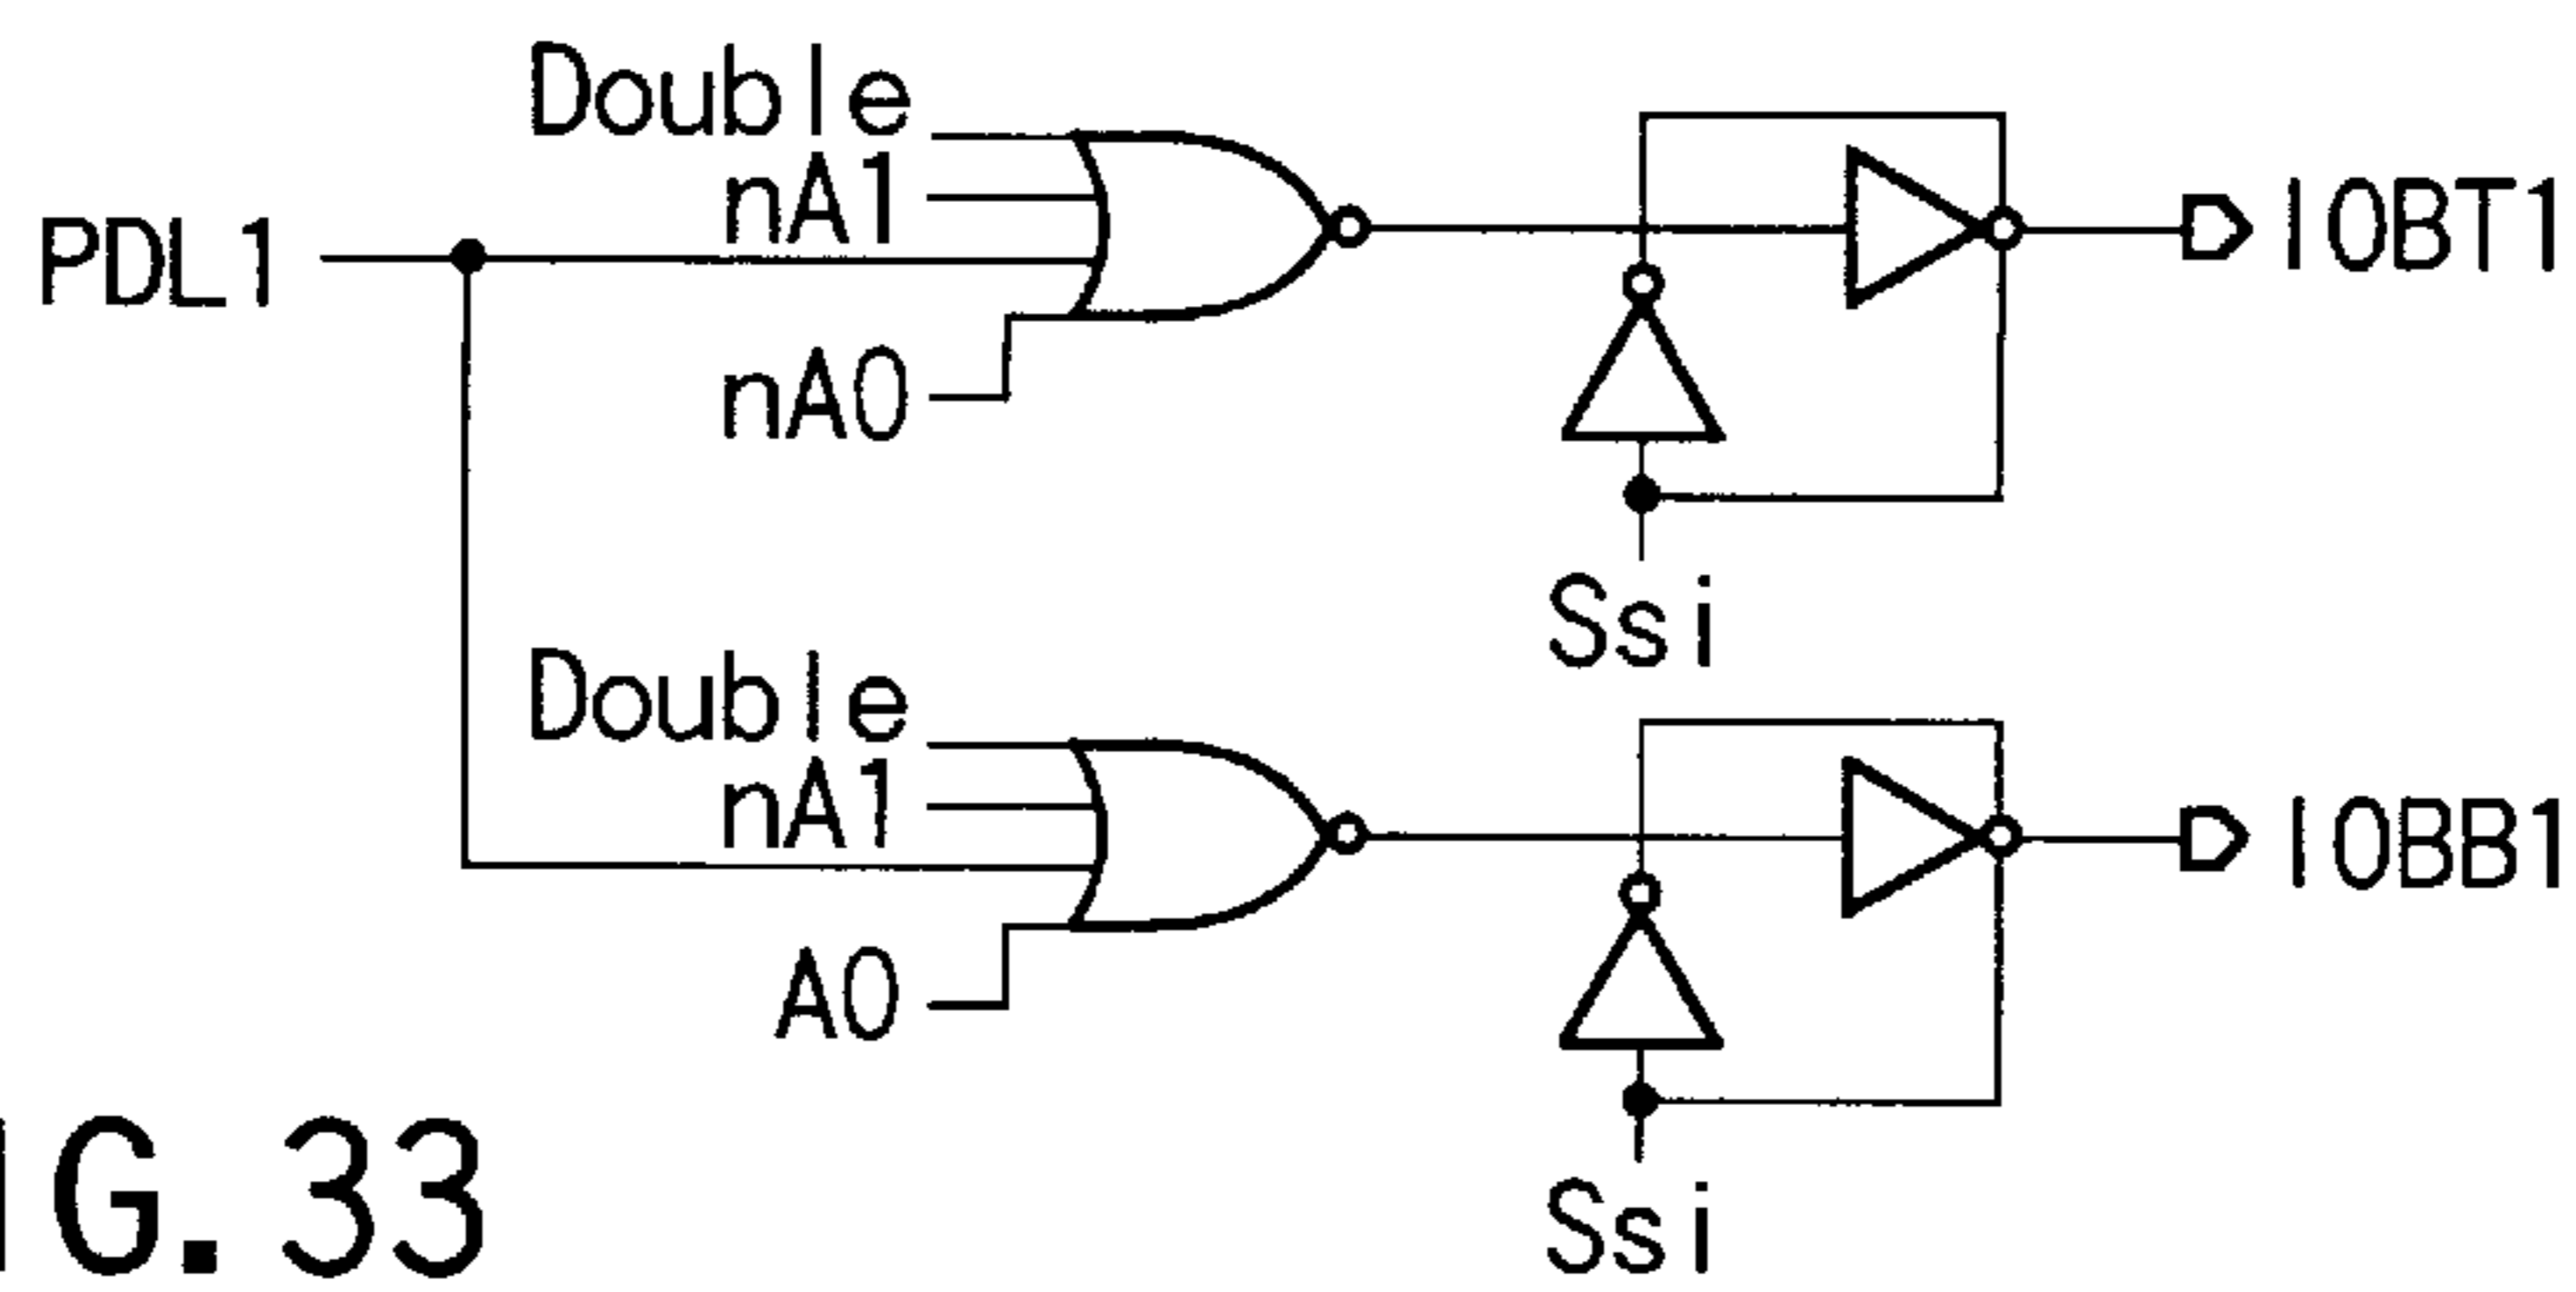 Double
nA1
PDL1
nA0
IOBT1
Ssi
Double
nA1
A0
IOBB1
Ssi
IG. 33